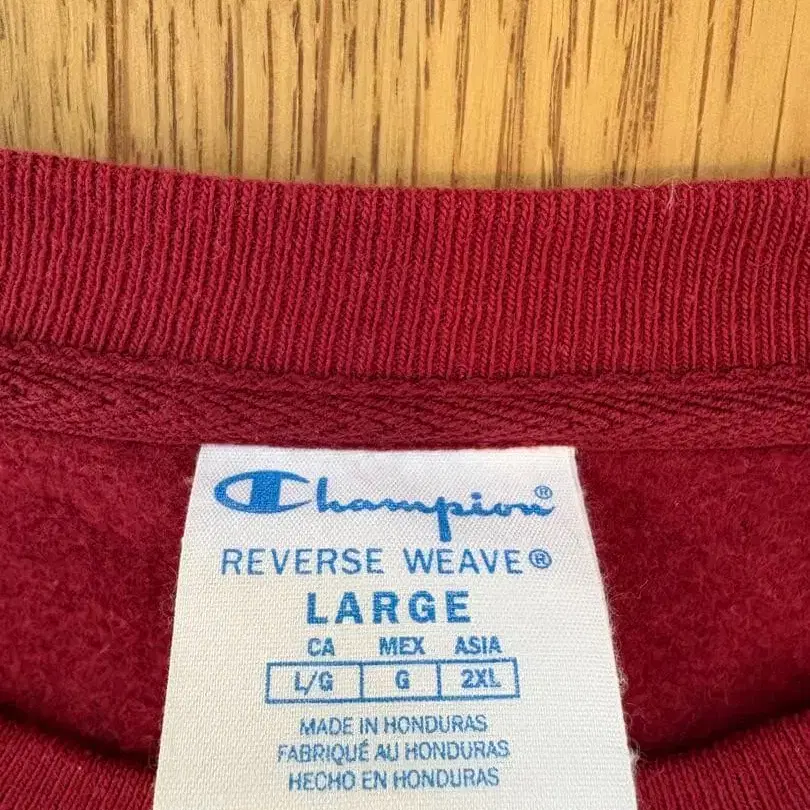 Champion®
REVERSE WEAVE®
LARGE
CA MEX ASIA
L/G G 2XL
MADE IN HONDURAS
FABRIQUÉ AU HONDURAS
HECHO EN HONDURAS